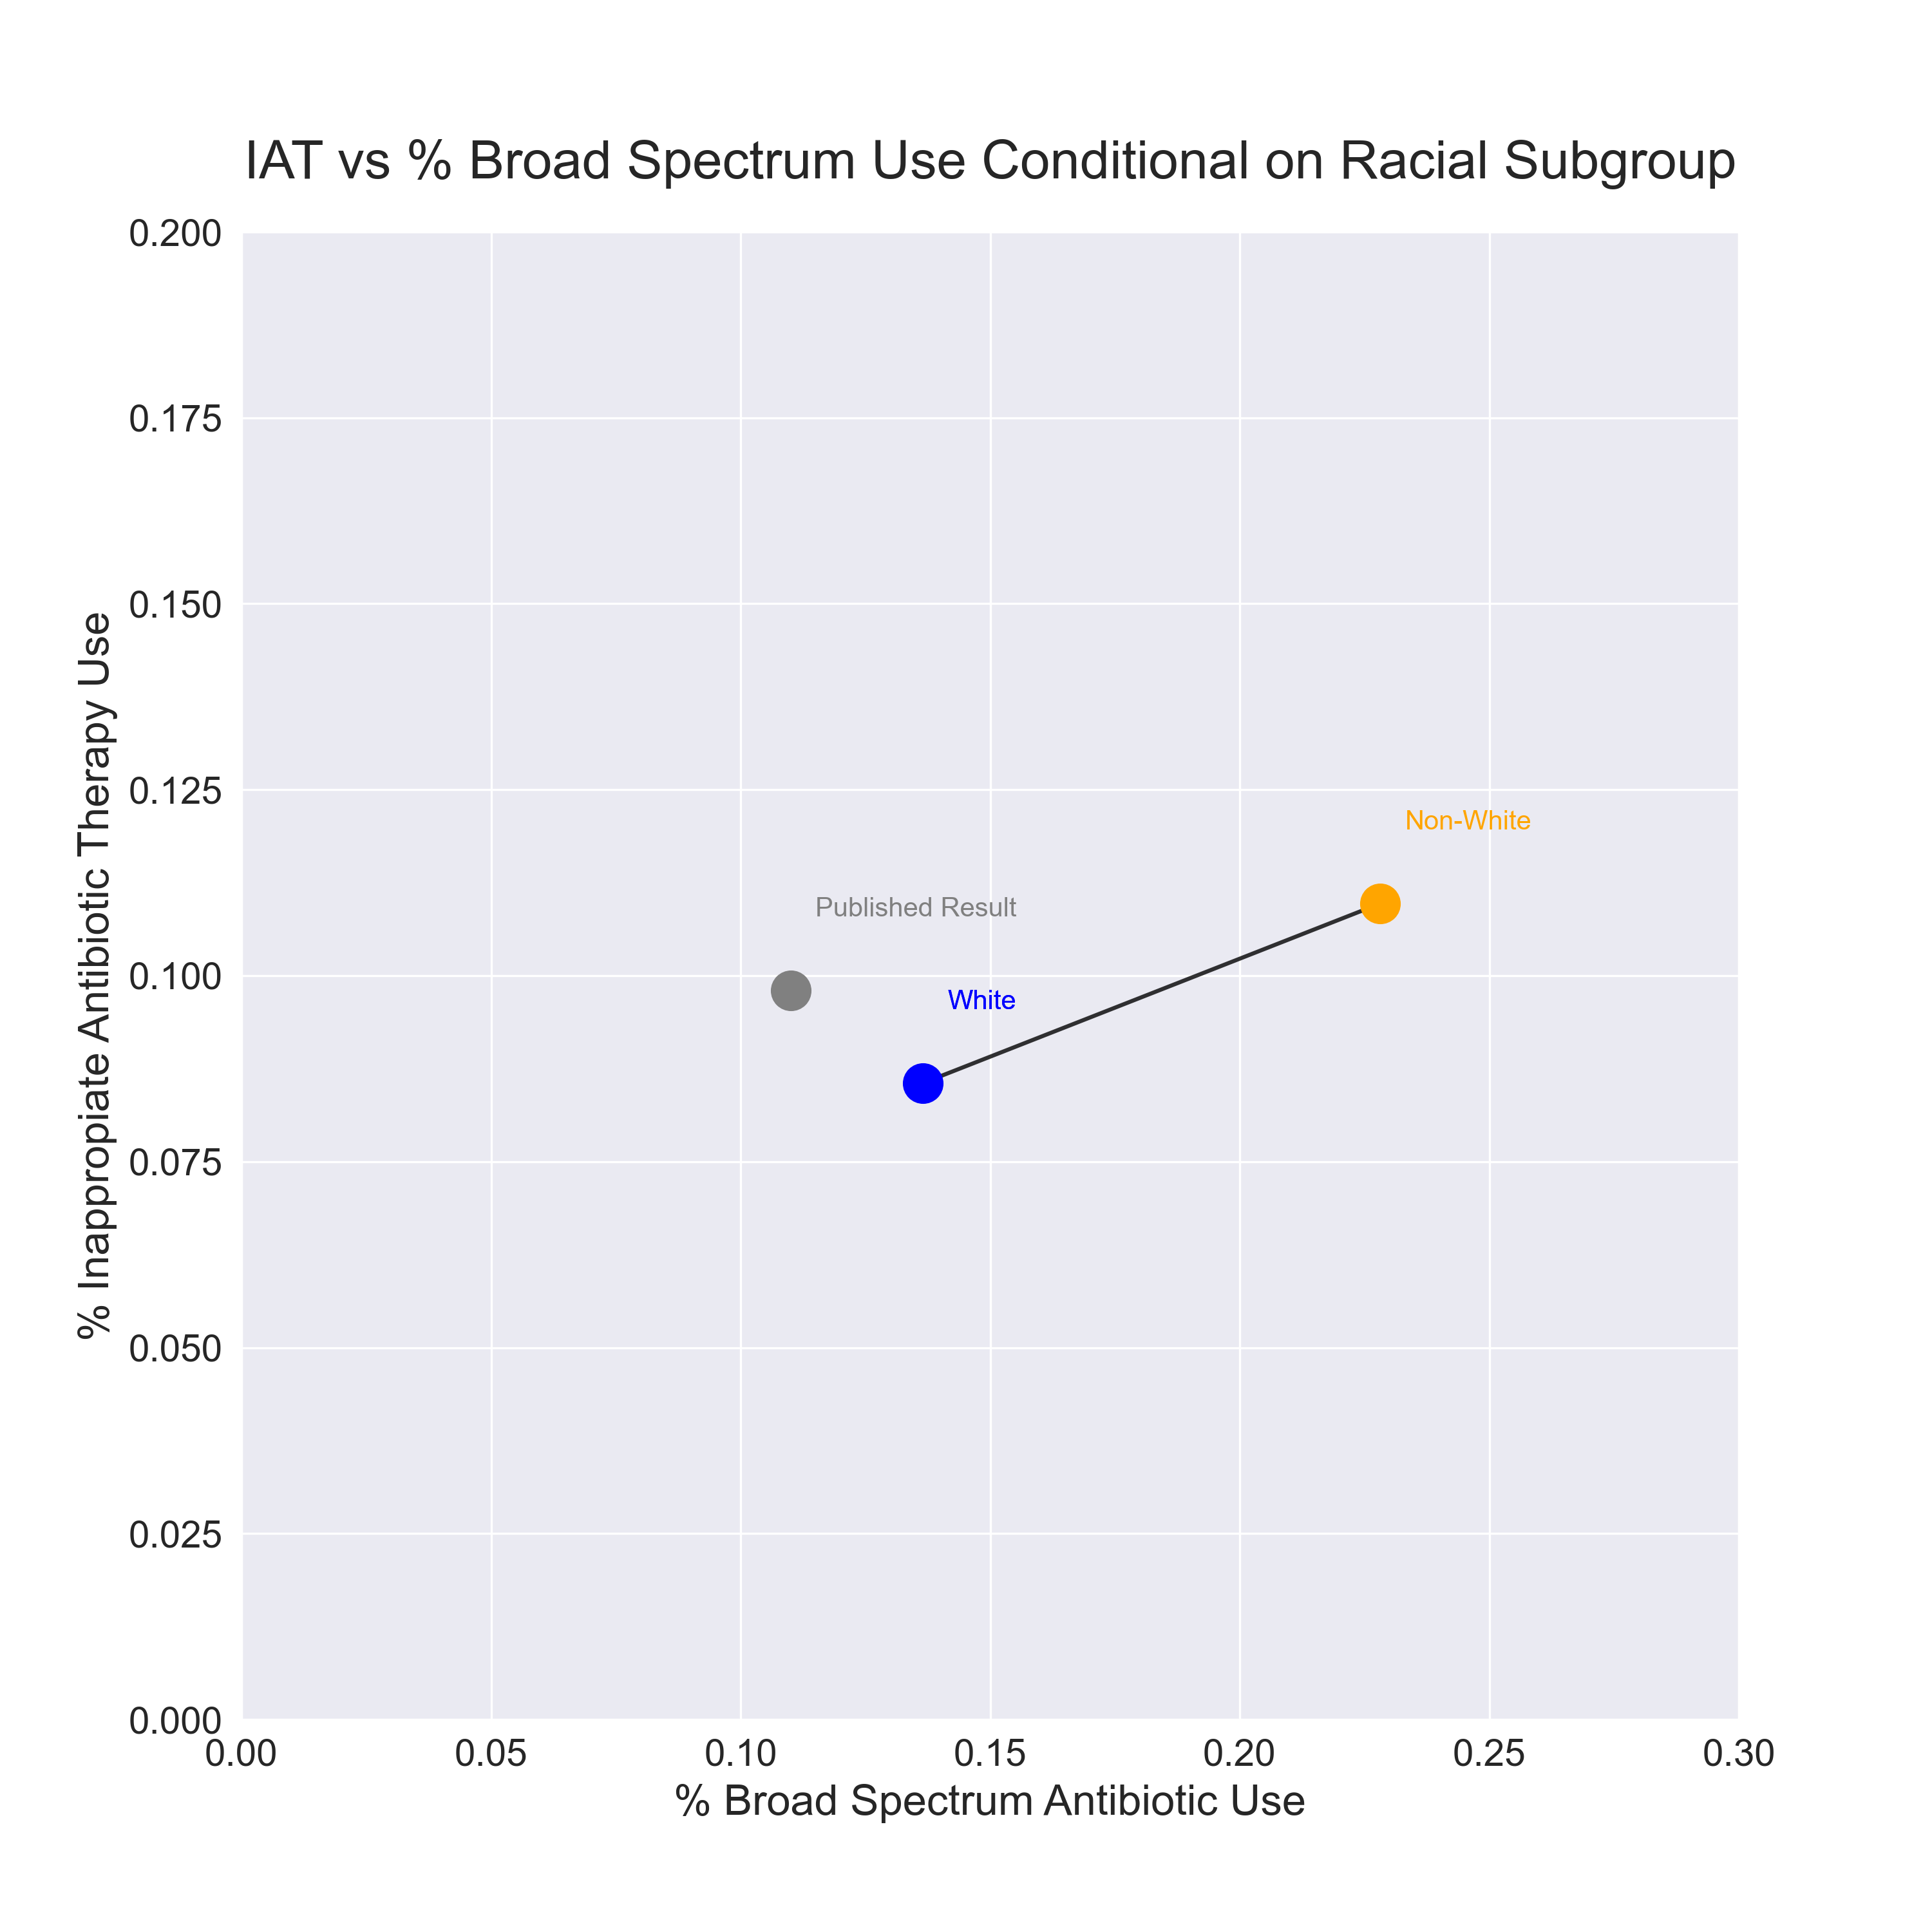 IAT vs % Broad Spectrum Use Conditional on Racial Subgroup
0.200
0.175
0.150
0.125
0.100
0.075
0.050
0.025
0.000
% Inappropiate Antibiotic Therapy Use
Non-White
Published Result
White
0.00 0.05 0.10 0.15 0.20 0.25 0.30
% Broad Spectrum Antibiotic Use